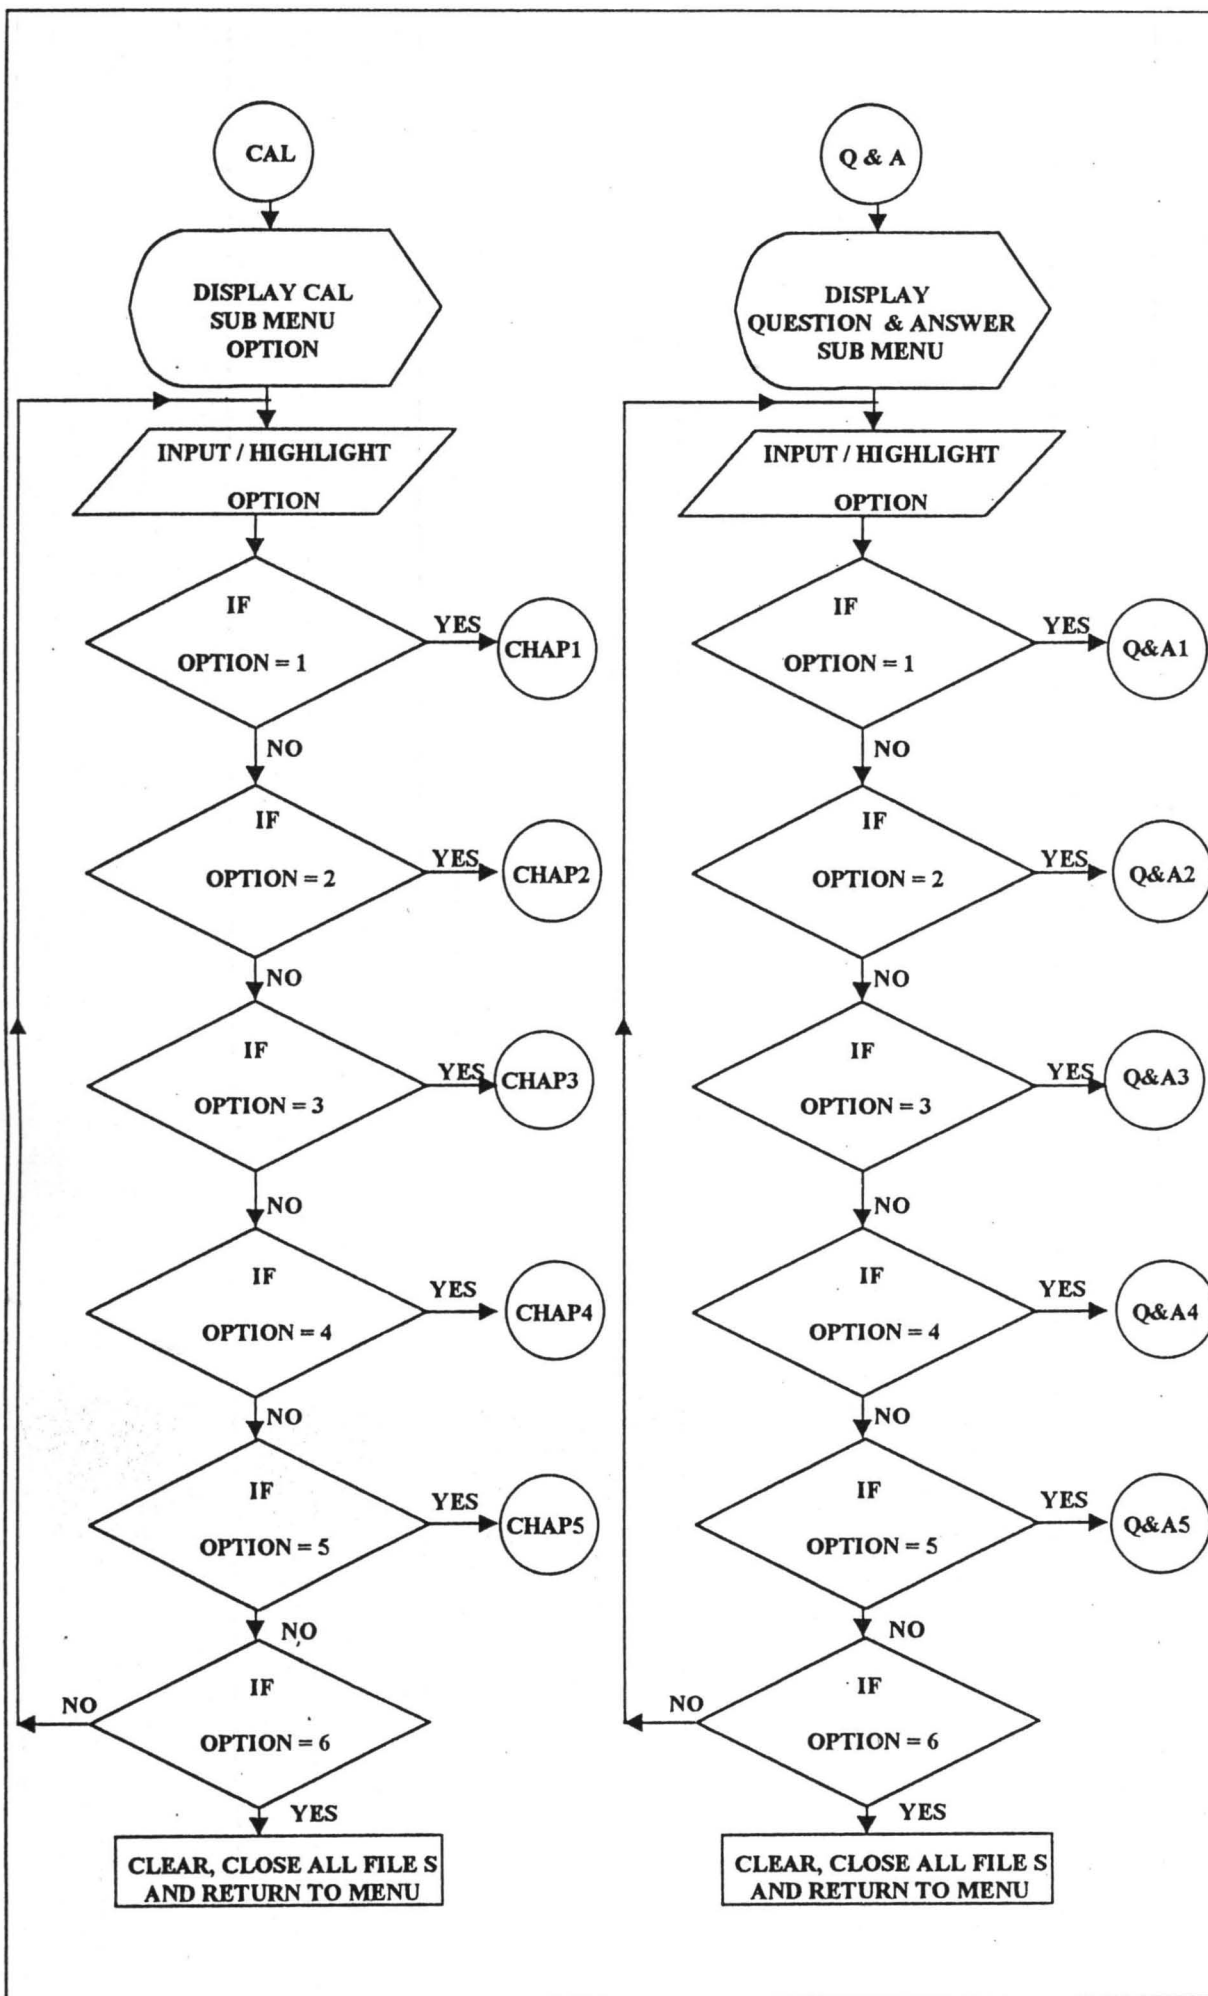 CAL
DISPLAY CAL
SUB MENU
OPTION
INPUT / HIGHLIGHT
OPTION
IF
OPTION = 1
YES
CHAP1
NO
IF
OPTION = 2
YES
CHAP2
NO
IF
OPTION = 3
YES
CHAP3
NO
IF
OPTION = 4
YES
CHAP4
NO
IF
OPTION = 5
YES
CHAP5
NO
IF
OPTION = 6
NO
YES
CLEAR, CLOSE ALL FILE S
AND RETURN TO MENU
Q & A
DISPLAY
QUESTION & ANSWER
SUB MENU
INPUT / HIGHLIGHT
OPTION
IF
OPTION = 1
YES
Q&A1
NO
IF
OPTION = 2
YES
Q&A2
NO
IF
OPTION = 3
YES
Q&A3
NO
IF
OPTION = 4
YES
Q&A4
NO
IF
OPTION = 5
YES
Q&A5
NO
IF
OPTION = 6
NO
YES
CLEAR, CLOSE ALL FILE S
AND RETURN TO MENU